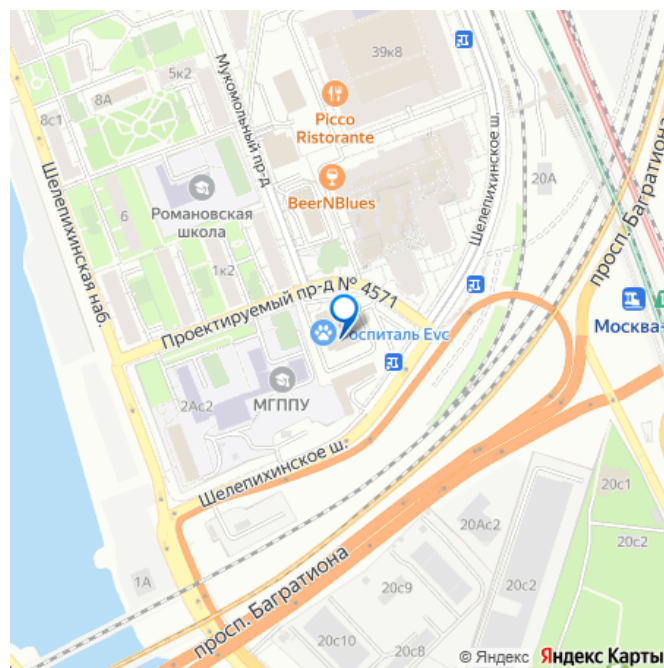 39к8
5к2
8А
8с1
Мукомольный пр-д
Picco
Ristorante
Шелепихинское ш.
20А
просп. Багратиона
Шелепихинская наб.
Романовская
школа
BeerNBlues
6
1к2
Проектируемый пр-д № 4571
Москва-
оспиталь Evc
МГППУ
2Ас2
Шелепихинское ш.
20с1
20Ас2
20с2
1А
просп. Багратиона
20с9
20с2
20с10
20с8
© Яндекс Яндекс Карты